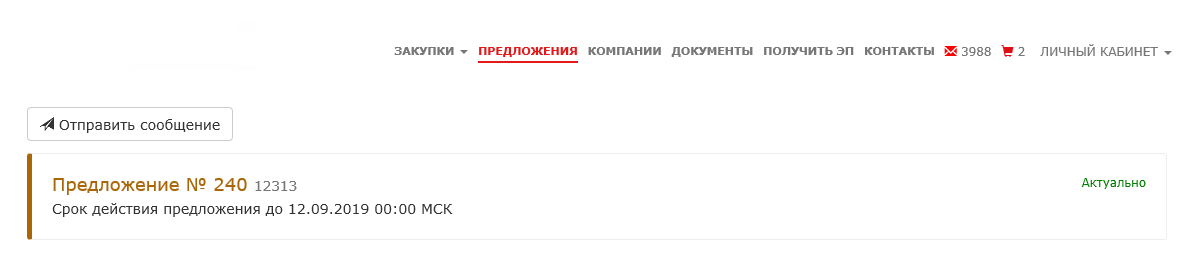 ЗАКУПКИ ПРЕДЛОЖЕНИЯ КОМПАНИИ ДОКУМЕНТЫ ПОЛУЧИТЬ ЭП КОНТАКТЫ 3988 2 ЛИЧНЫЙ КАБИНЕТ
Отправить сообщение
Предложение № 240 12313 Актуально
Срок действия предложения до 12.09.2019 00:00 МСК